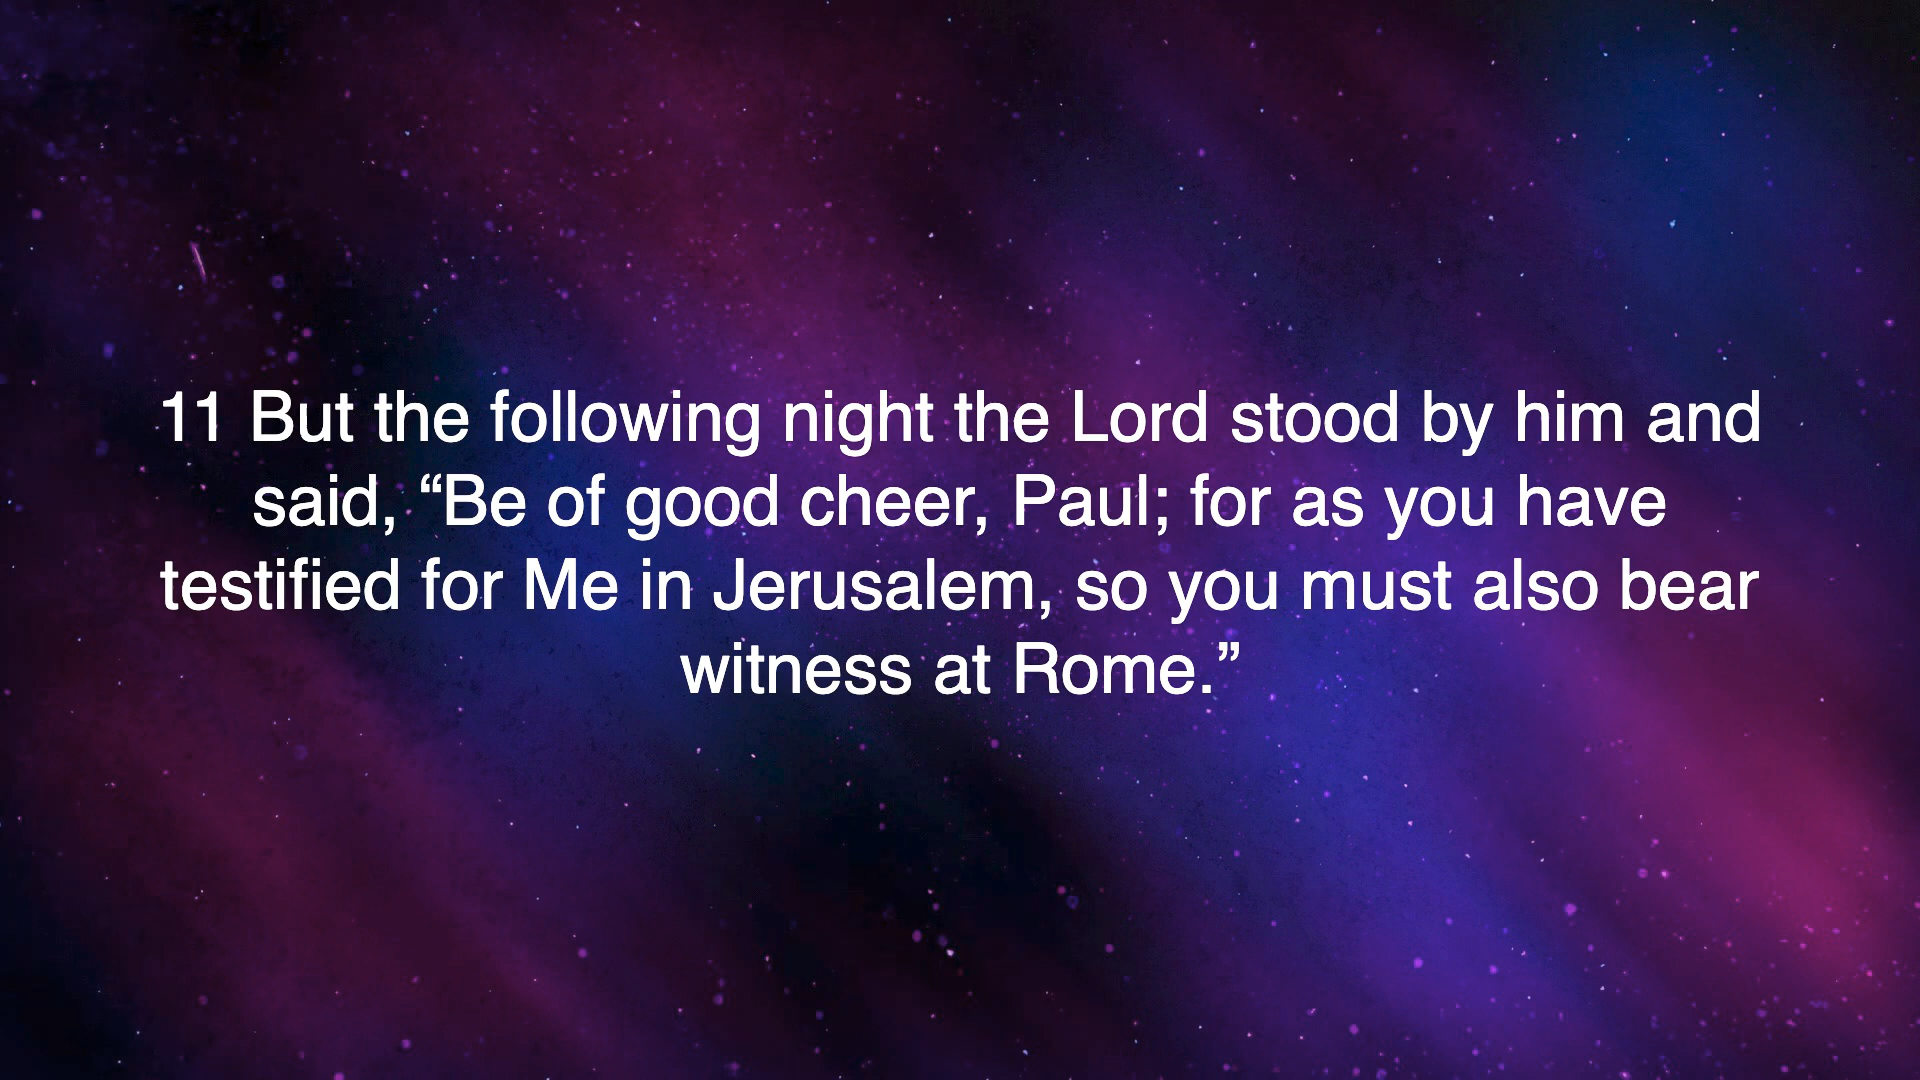 11 But the following night the Lord stood by him and
said, “Be of good cheer, Paul; for as you have
testified for Me in Jerusalem, so you must also bear
witness at Rome.”